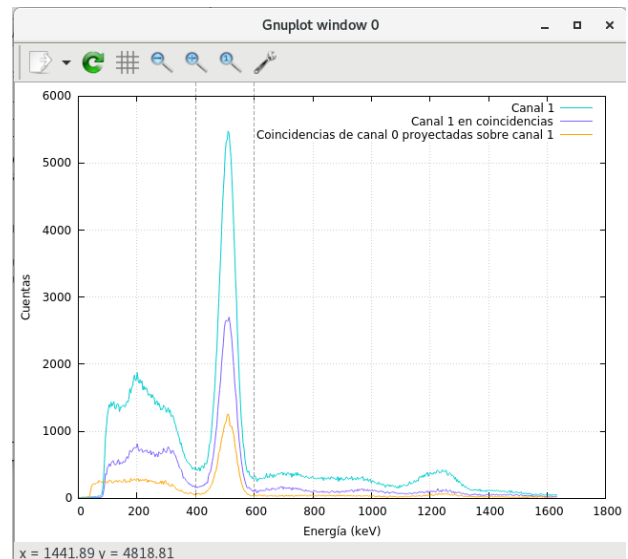 Gnuplot window 0
Canal 1
Canal 1 en coincidencias
Coincidencias de canal 0 proyectadas sobre canal 1
6000
5000
4000
3000
2000
1000
0
Cuentas
0 200 400 600 800 1000 1200 1400 1600 1800
Energía (keV)
x = 1441.89 y = 4818.81